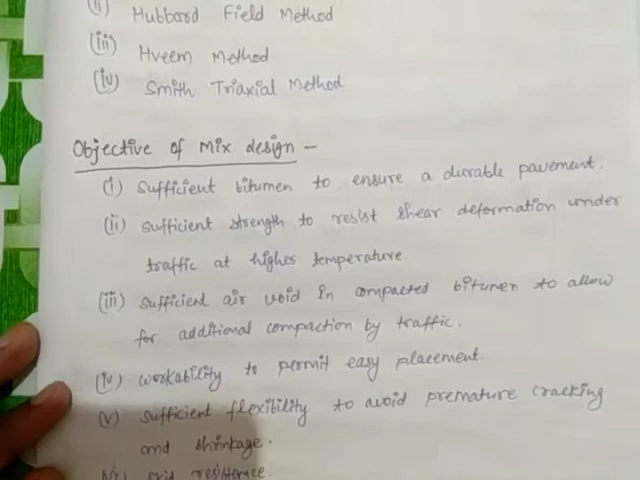 (ii) Hubbard Field Method
(iii) Hveem Method
(iv) Smith Triaxial Method
Objective of Mix design –
(i) Sufficient bitumen to ensure a durable pavement.
(ii) Sufficient strength to resist shear deformation under
traffic at higher temperature
(iii) Sufficient air void in compacted bitumen to allow
for additional compaction by traffic.
(iv) workability to permit easy placement.
(v) Sufficient flexibility to avoid premature cracking
and shrinkage.
(vi) skid resistance